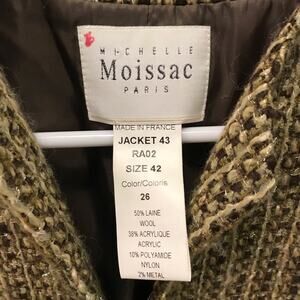 MICHELLE
Moissac
PARIS
MADE IN FRANCE
JACKET 43
RA02
SIZE 42
Color/Coloris
26
50% LAINE
WOOL
38% ACRYLIQUE
ACRYLIC
10% POLYAMIDE
NYLON
2% METAL